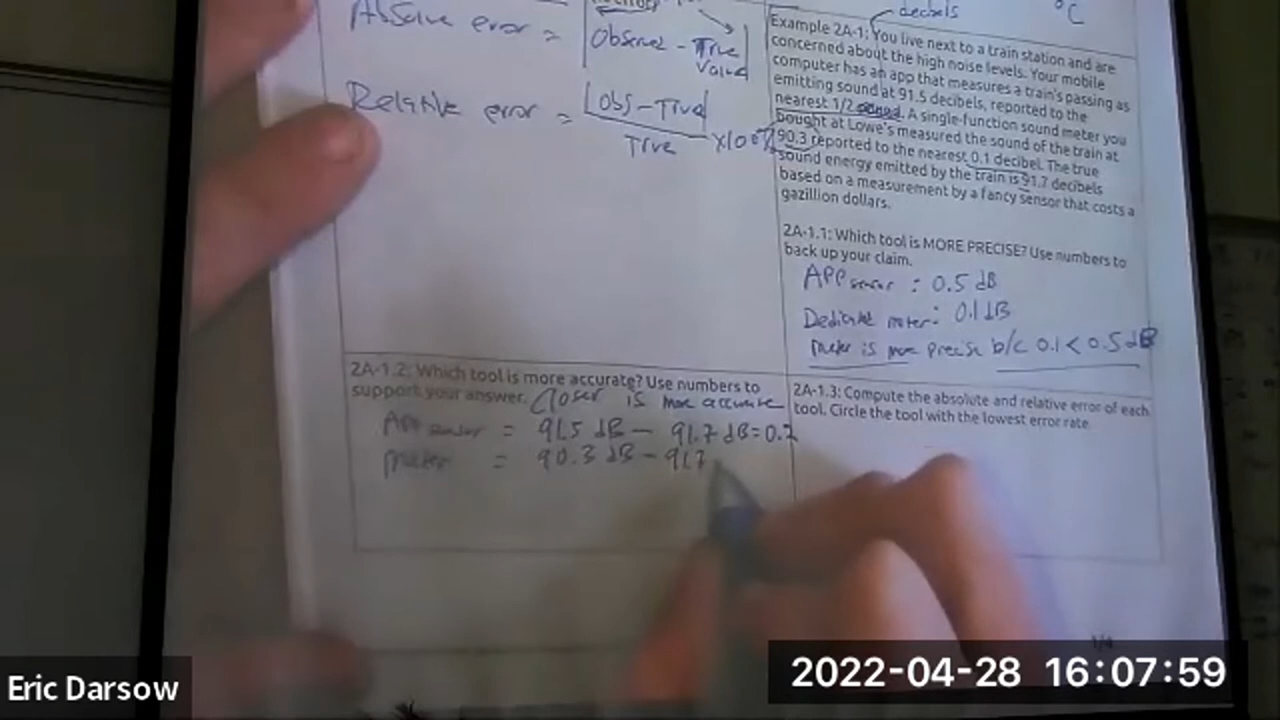 decibels
°C
Absolute error = | Observed - True Value |
Relative error = |obs-True| / True ×100%
Example 2A-1: You live next to a train station and are
concerned about the high noise levels. Your mobile
computer has an app that measures a train's passing as
emitting sound at 91.5 decibels, reported to the
nearest 1/2 . A single-function sound meter you
bought at Lowe's measured the sound of the train at
90.3 reported to the nearest 0.1 decibel. The true
sound energy emitted by the train is 91.7 decibels
based on a measurement by a fancy sensor that costs a
gazillion dollars.
2A-1.1: Which tool is MORE PRECISE? Use numbers to
back up your claim.
APP sensor : 0.5 dB
Dedicated meter: 0.1 dB
meter is more precise b/c 0.1 < 0.5 dB
2A-1.2: Which tool is more accurate? Use numbers to
support your answer. Closer is more accurate
App sensor = 91.5 dB - 91.7 dB = 0.2
meter = 90.3 dB - 91.7
2A-1.3: Compute the absolute and relative error of each
tool. Circle the tool with the lowest error rate.
1/4
Eric Darsow
2022-04-28 16:07:59